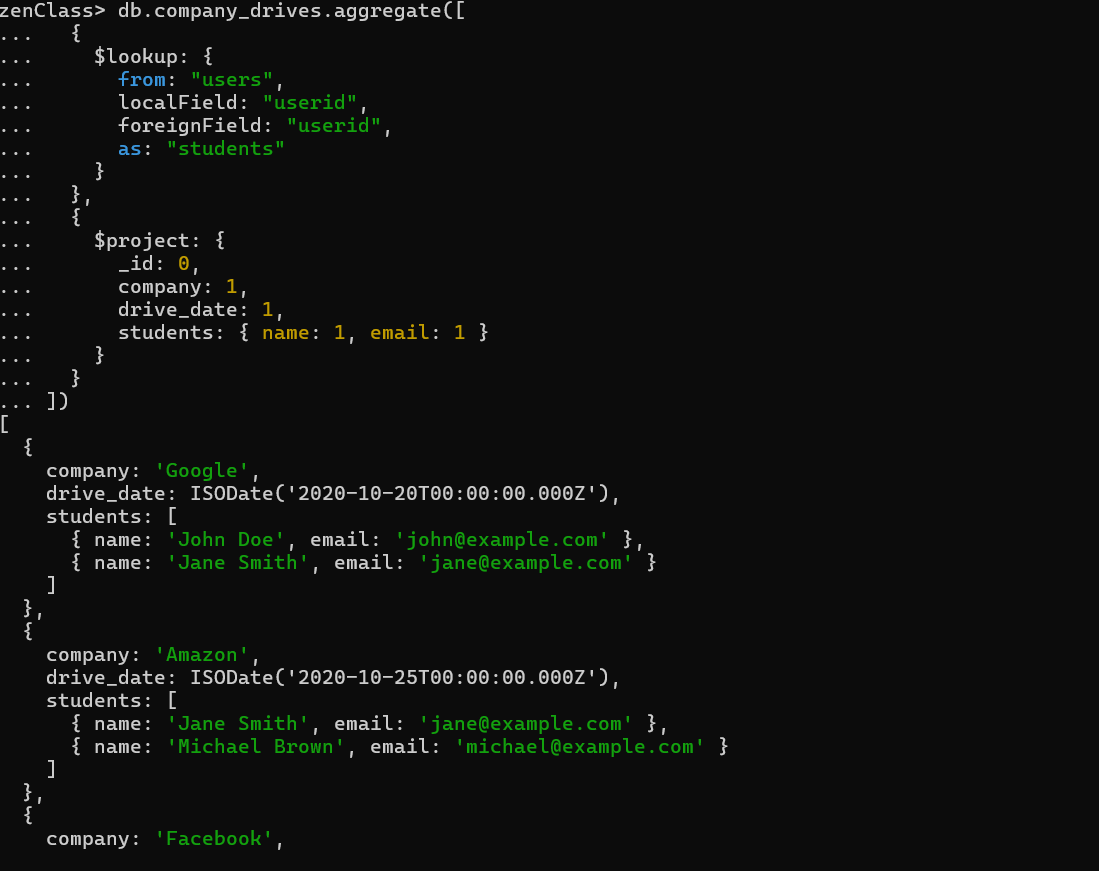 zenClass> db.company_drives.aggregate([
...   {
...     $lookup: {
...       from: "users",
...       localField: "userid",
...       foreignField: "userid",
...       as: "students"
...     }
...   },
...   {
...     $project: {
...       _id: 0,
...       company: 1,
...       drive_date: 1,
...       students: { name: 1, email: 1 }
...     }
...   }
... ])
[
  {
    company: 'Google',
    drive_date: ISODate('2020-10-20T00:00:00.000Z'),
    students: [
      { name: 'John Doe', email: 'john@example.com' },
      { name: 'Jane Smith', email: 'jane@example.com' }
    ]
  },
  {
    company: 'Amazon',
    drive_date: ISODate('2020-10-25T00:00:00.000Z'),
    students: [
      { name: 'Jane Smith', email: 'jane@example.com' },
      { name: 'Michael Brown', email: 'michael@example.com' }
    ]
  },
  {
    company: 'Facebook',